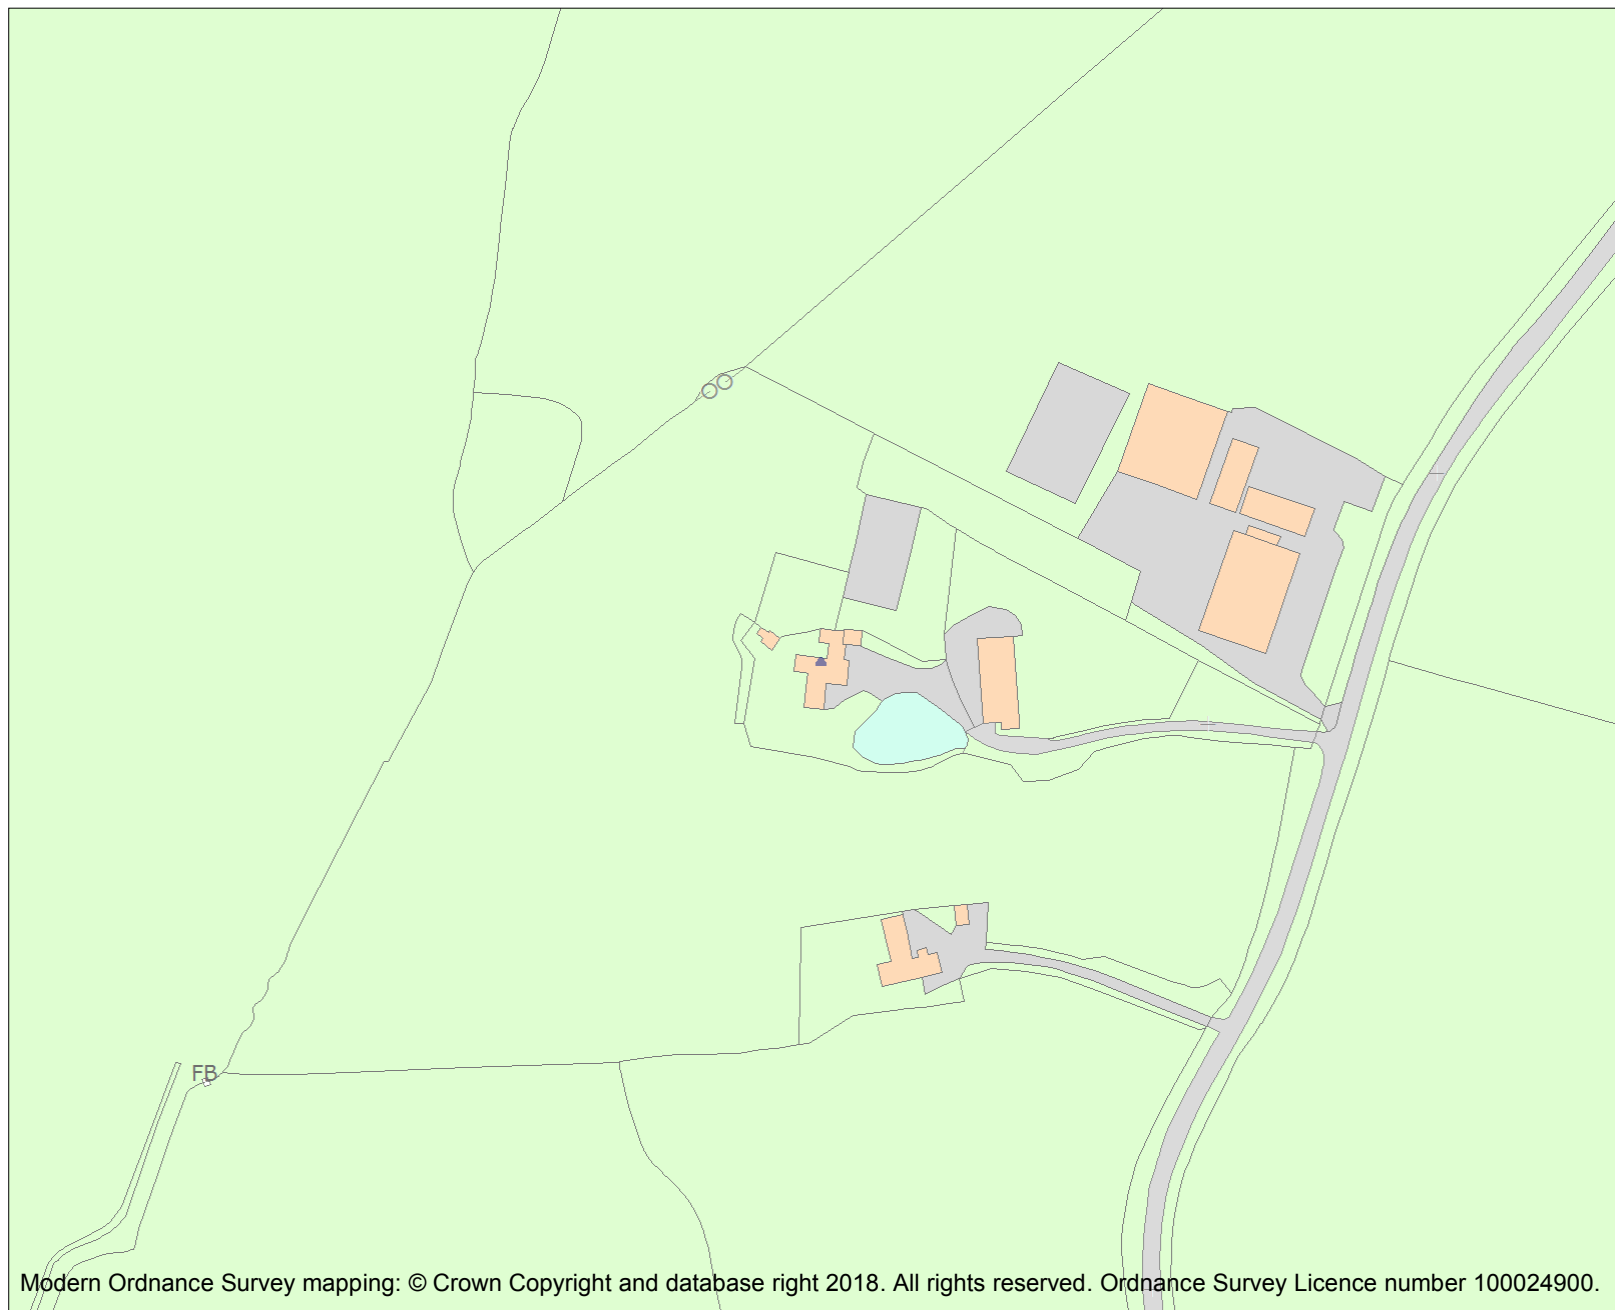 FB
Modern Ordnance Survey mapping: © Crown Copyright and database right 2018. All rights reserved. Ordnance Survey Licence number 100024900.